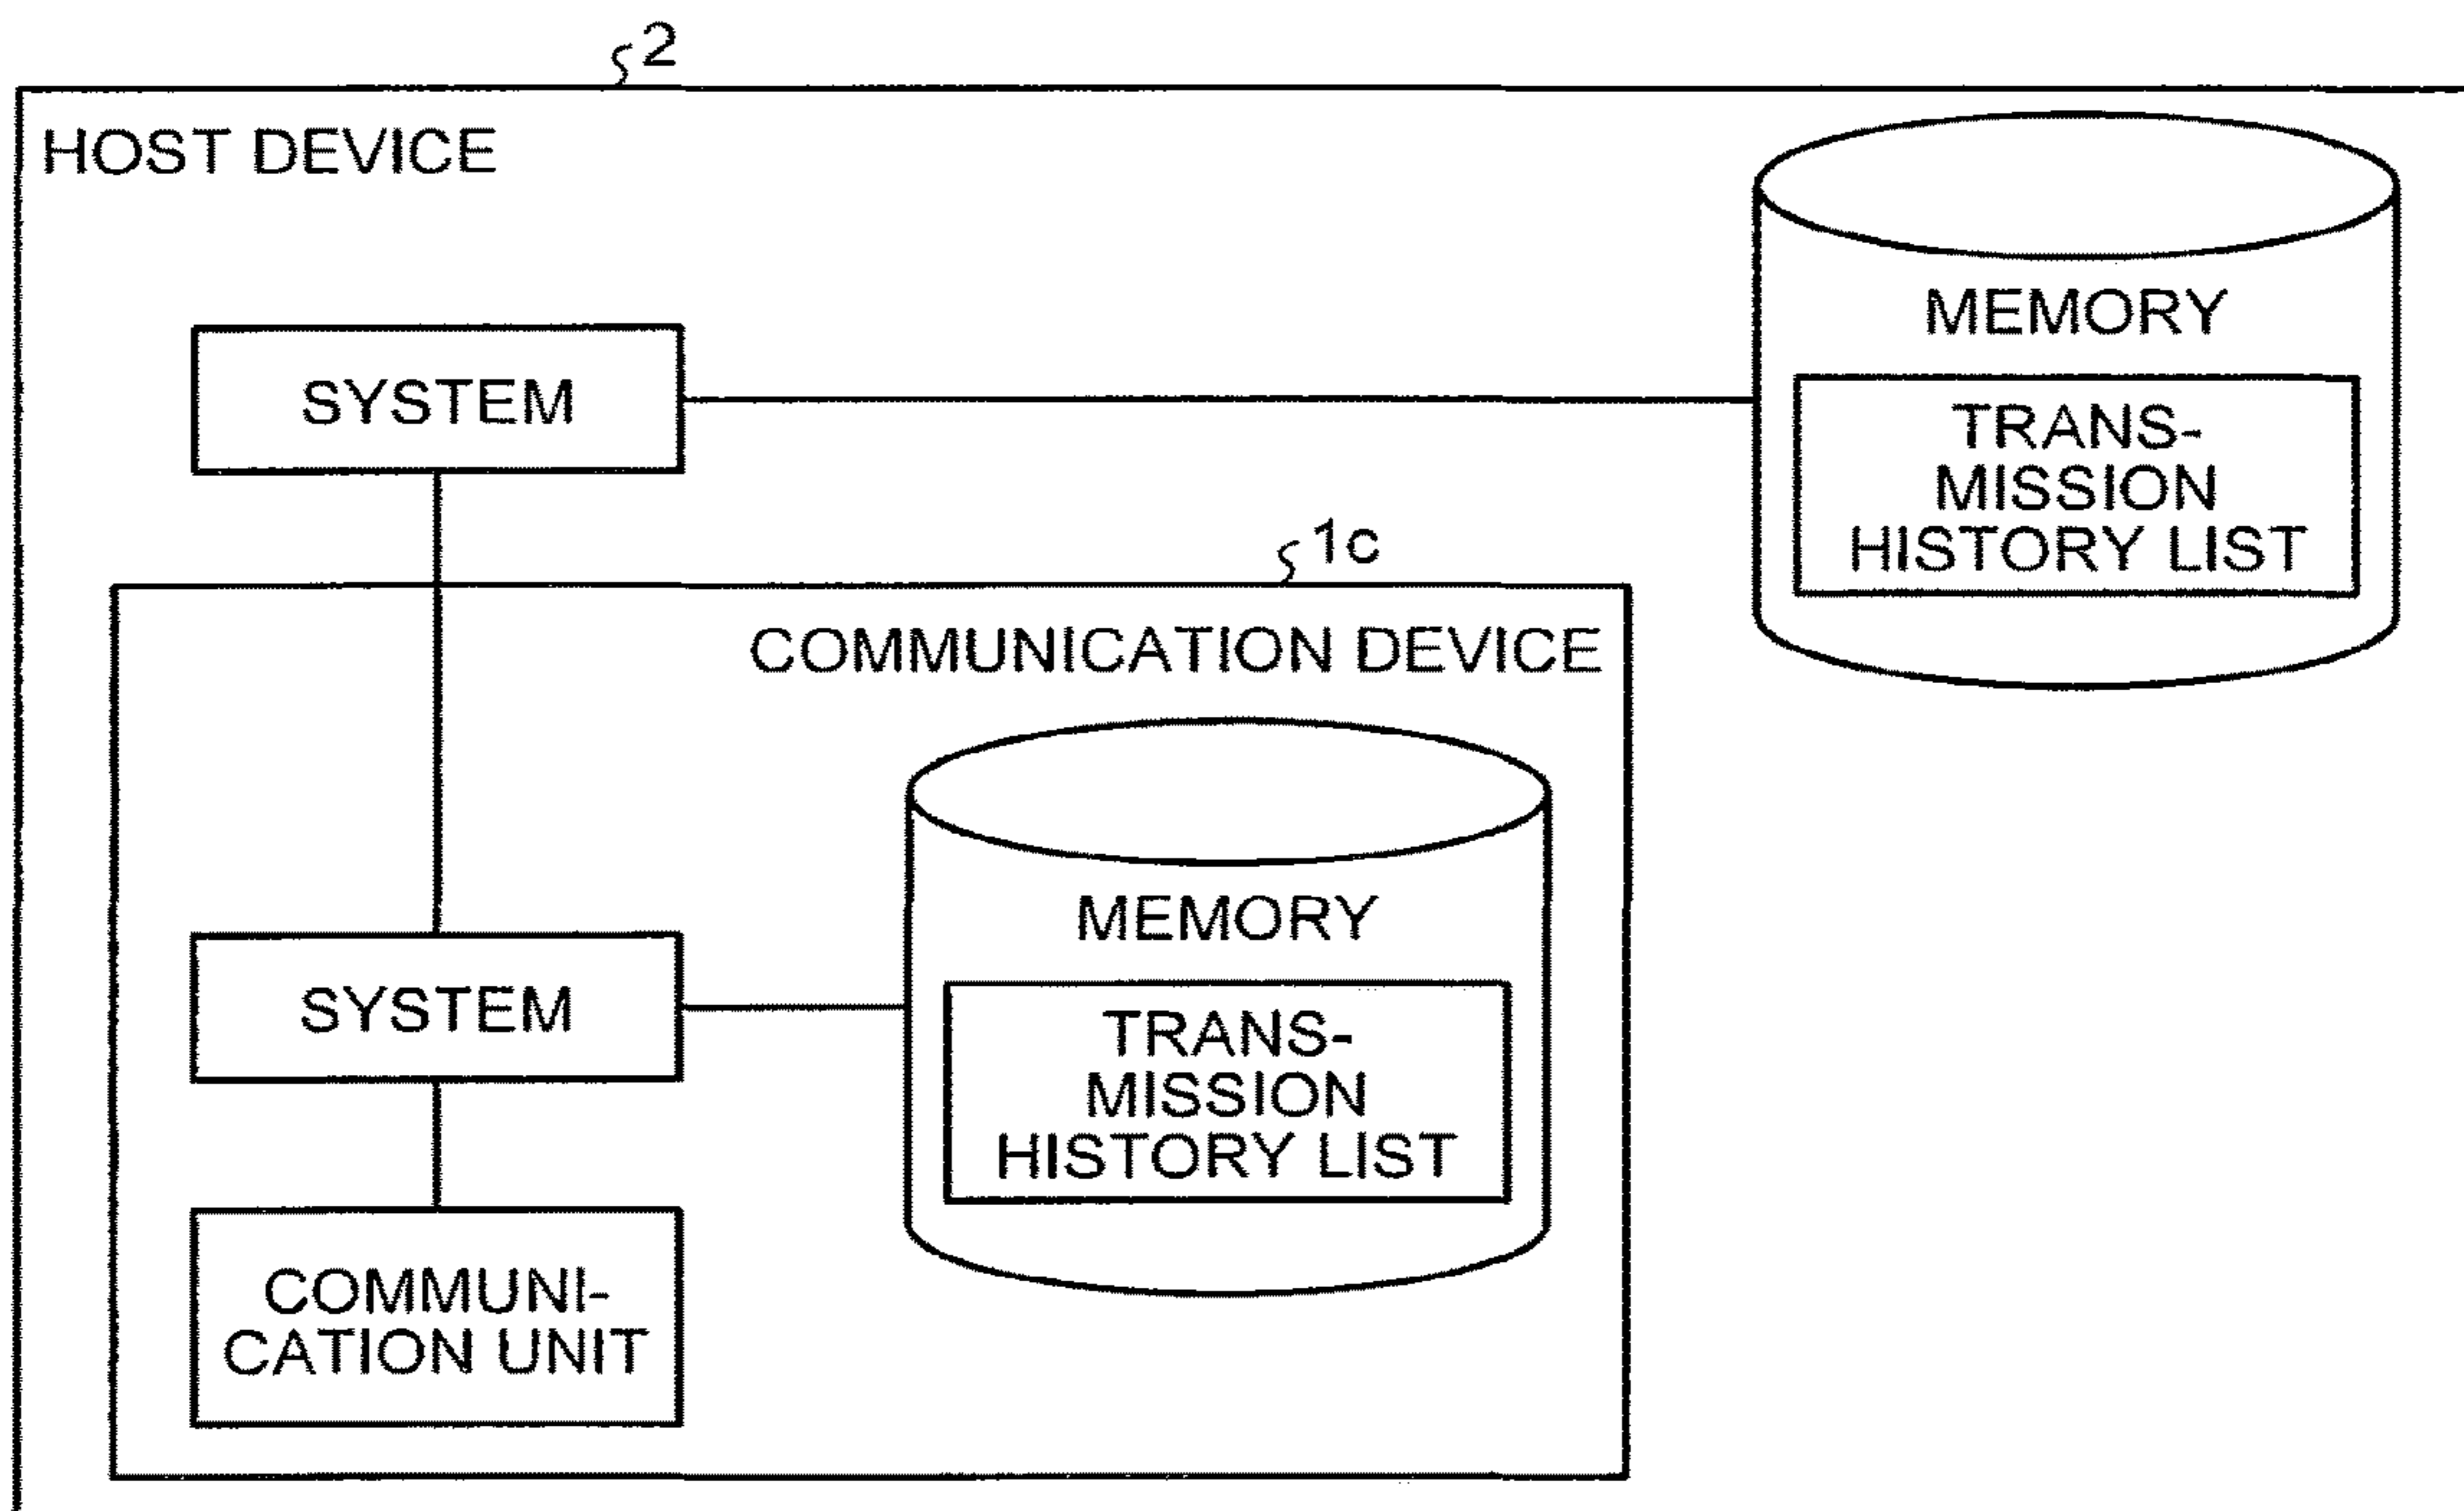 2
HOST DEVICE
MEMORY
SYSTEM
TRANS-
MISSION
HISTORY LIST
1c
COMMUNICATION DEVICE
MEMORY
SYSTEM
TRANS-
MISSION
HISTORY LIST
COMMUNI-
CATION UNIT